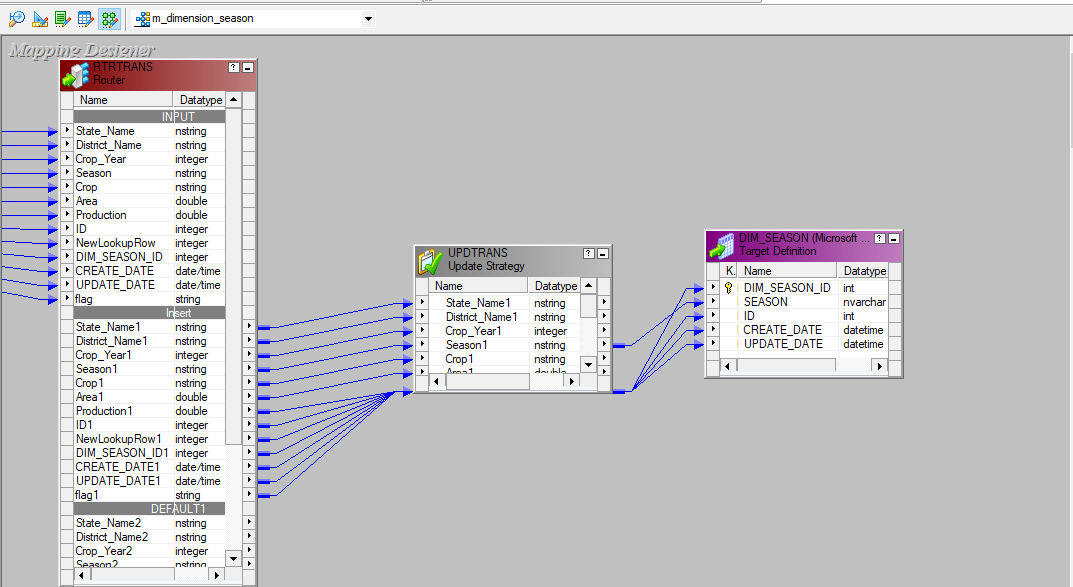 m_dimension_season
Mapping Designer
RTRTRANS
Router
Name Datatype
INPUT
State_Name nstring
District_Name nstring
Crop_Year integer
Season nstring
Crop nstring
Area double
Production double
ID integer
NewLookupRow integer
DIM_SEASON_ID integer
CREATE_DATE date/time
UPDATE_DATE date/time
flag string
Insert
State_Name1 nstring
District_Name1 nstring
Crop_Year1 integer
Season1 nstring
Crop1 nstring
Area1 double
Production1 double
ID1 integer
NewLookupRow1 integer
DIM_SEASON_ID1 integer
CREATE_DATE1 date/time
UPDATE_DATE1 date/time
flag1 string
DEFAULT1
State_Name2 nstring
District_Name2 nstring
Crop_Year2 integer
Season2 nstring
UPDTRANS
Update Strategy
Name Datatype
State_Name1 nstring
District_Name1 nstring
Crop_Year1 integer
Season1 nstring
Crop1 nstring
Area1 double
DIM_SEASON (Microsoft ...
Target Definition
K. Name Datatype
DIM_SEASON_ID int
SEASON nvarchar
ID int
CREATE_DATE datetime
UPDATE_DATE datetime